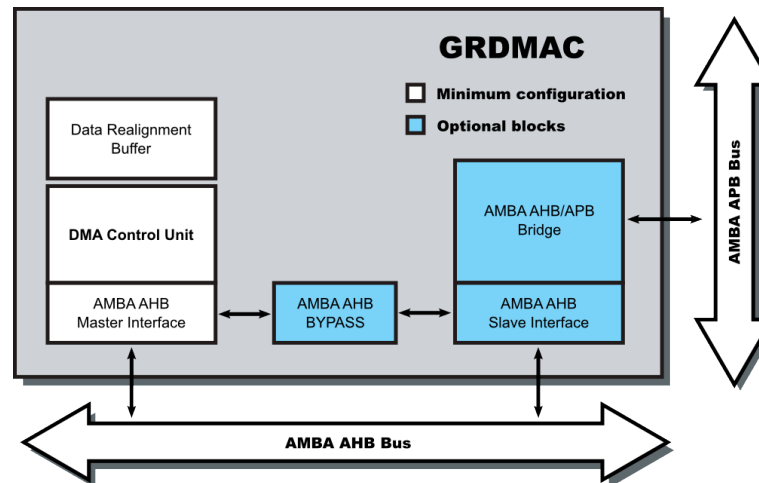 GRDMAC
Minimum configuration
Optional blocks
Data Realignment
Buffer
DMA Control Unit
AMBA AHB
Master Interface
AMBA AHB
BYPASS
AMBA AHB/APB
Bridge
AMBA AHB
Slave Interface
AMBA APB Bus
AMBA AHB Bus